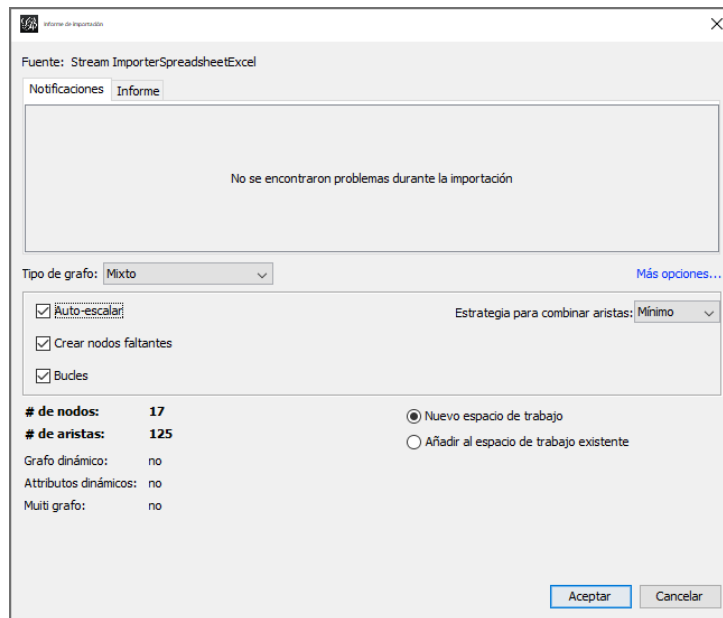 Informe de importación
Fuente: Stream ImporterSpreadsheetExcel
Notificaciones Informe
No se encontraron problemas durante la importación
Tipo de grafo: Mixto Más opciones...
Auto-escalar Estrategia para combinar aristas: Mínimo
Crear nodos faltantes
Bucles
# de nodos: 17 Nuevo espacio de trabajo
# de aristas: 125 Añadir al espacio de trabajo existente
Grafo dinámico: no
Attributos dinámicos: no
Muiti grafo: no
Aceptar Cancelar